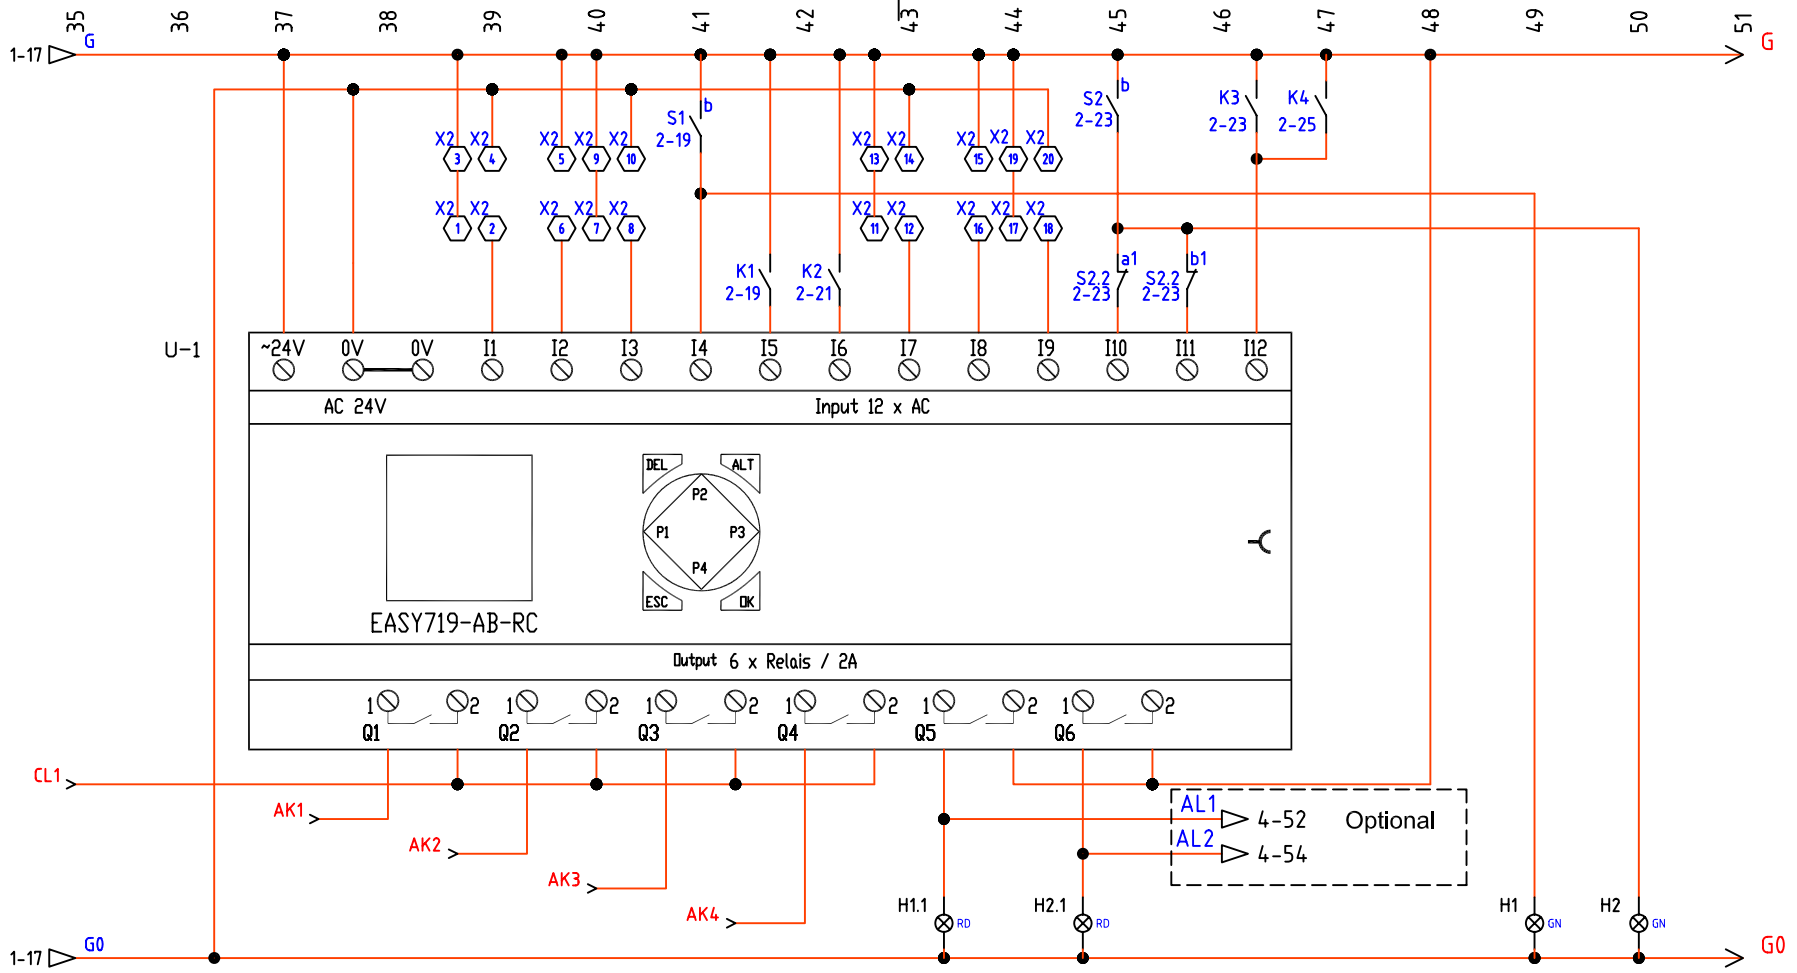 35 36 37 38 39 40 41 42 43 44 45 46 47 48 49 50 51
1-17 G G
S1 b
2-19
S2 b
2-23
K3
2-23
K4
2-25
X2 X2 X2 X2 X2 X2 X2 X2 X2 X2
3 4 5 9 10 13 14 15 19 20
X2 X2 X2 X2 X2 X2 X2 X2 X2 X2
1 2 6 7 8 11 12 16 17 18
K1
2-19
K2
2-21
a1
S2.2
2-23
b1
S2.2
2-23
U-1
~24V 0V 0V I1 I2 I3 I4 I5 I6 I7 I8 I9 I10 I11 I12
AC 24V Input 12 x AC
DEL ALT
P2
P1 P3
P4
ESC OK
EASY719-AB-RC
Output 6 x Relais / 2A
1 2 1 2 1 2 1 2 1 2 1 2
Q1 Q2 Q3 Q4 Q5 Q6
CL1
AK1
AK2
AK3
AK4
AL1 4-52 Optional
AL2 4-54
H1.1 RD H2.1 RD H1 GN H2 GN
1-17 G0 G0